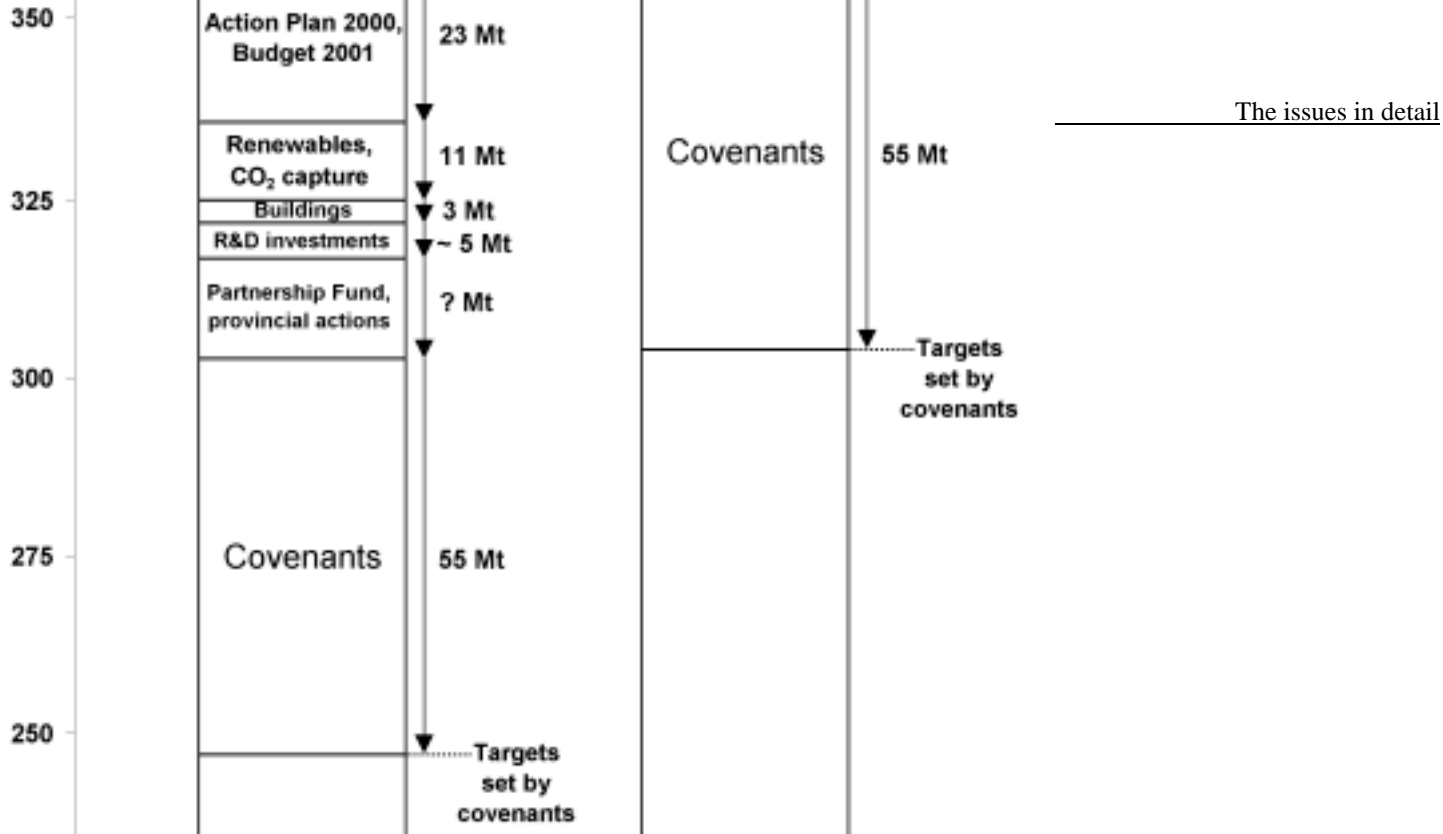 350
Action Plan 2000,
Budget 2001
23 Mt
The issues in detail
Renewables,
CO₂ capture
11 Mt
Covenants
55 Mt
325
Buildings
3 Mt
R&D investments
~ 5 Mt
Partnership Fund,
provincial actions
? Mt
Targets
set by
covenants
300
275
Covenants
55 Mt
250
Targets
set by
covenants